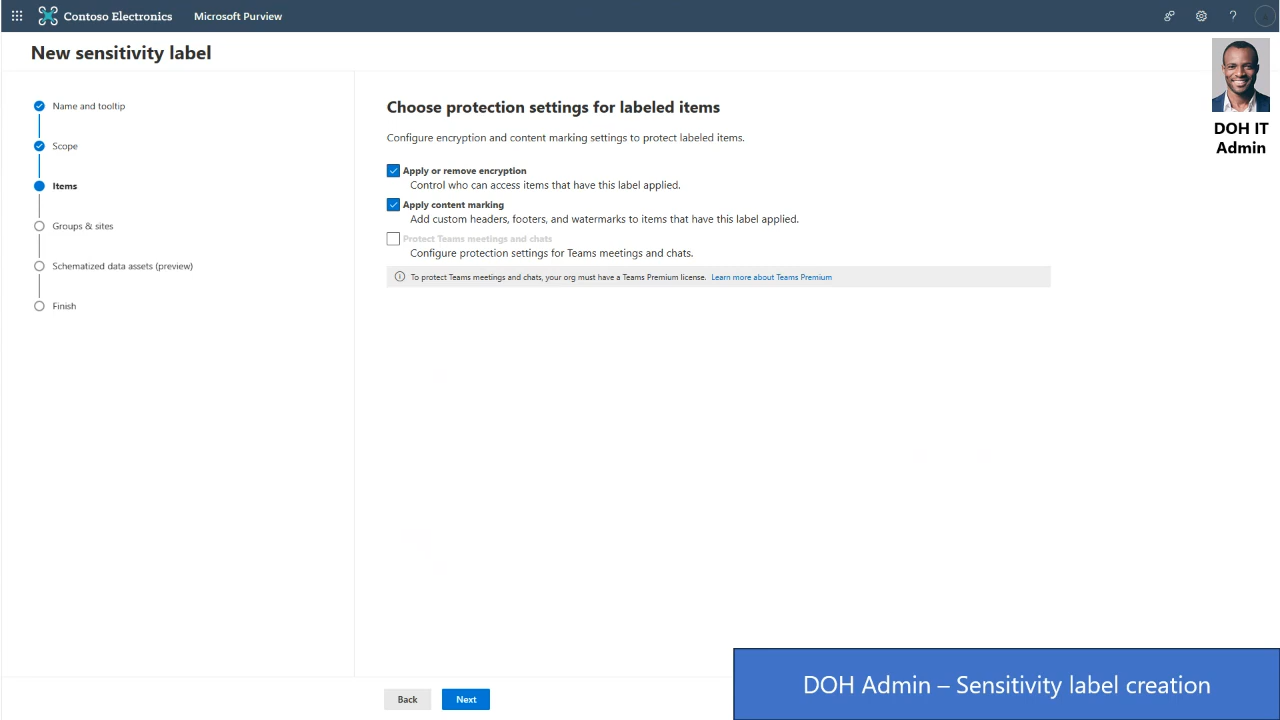 Contoso Electronics
Microsoft Purview
?
New sensitivity label
DOH IT
Admin
Name and tooltip
Scope
Items
Groups & sites
Schematized data assets (preview)
Finish
Choose protection settings for labeled items
Configure encryption and content marking settings to protect labeled items.
Apply or remove encryption
Control who can access items that have this label applied.
Apply content marking
Add custom headers, footers, and watermarks to items that have this label applied.
Protect Teams meetings and chats
Configure protection settings for Teams meetings and chats.
To protect Teams meetings and chats, your org must have a Teams Premium license. Learn more about Teams Premium
Back
Next
DOH Admin – Sensitivity label creation